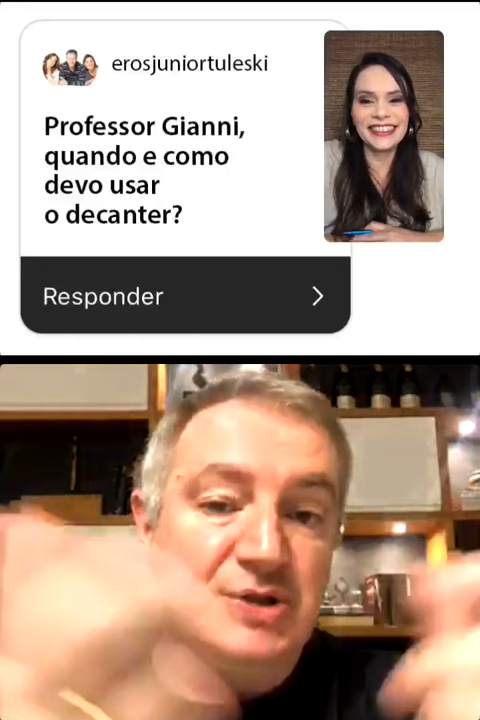 erosjuniortuleski
Professor Gianni,
quando e como
devo usar
o decanter?
Responder